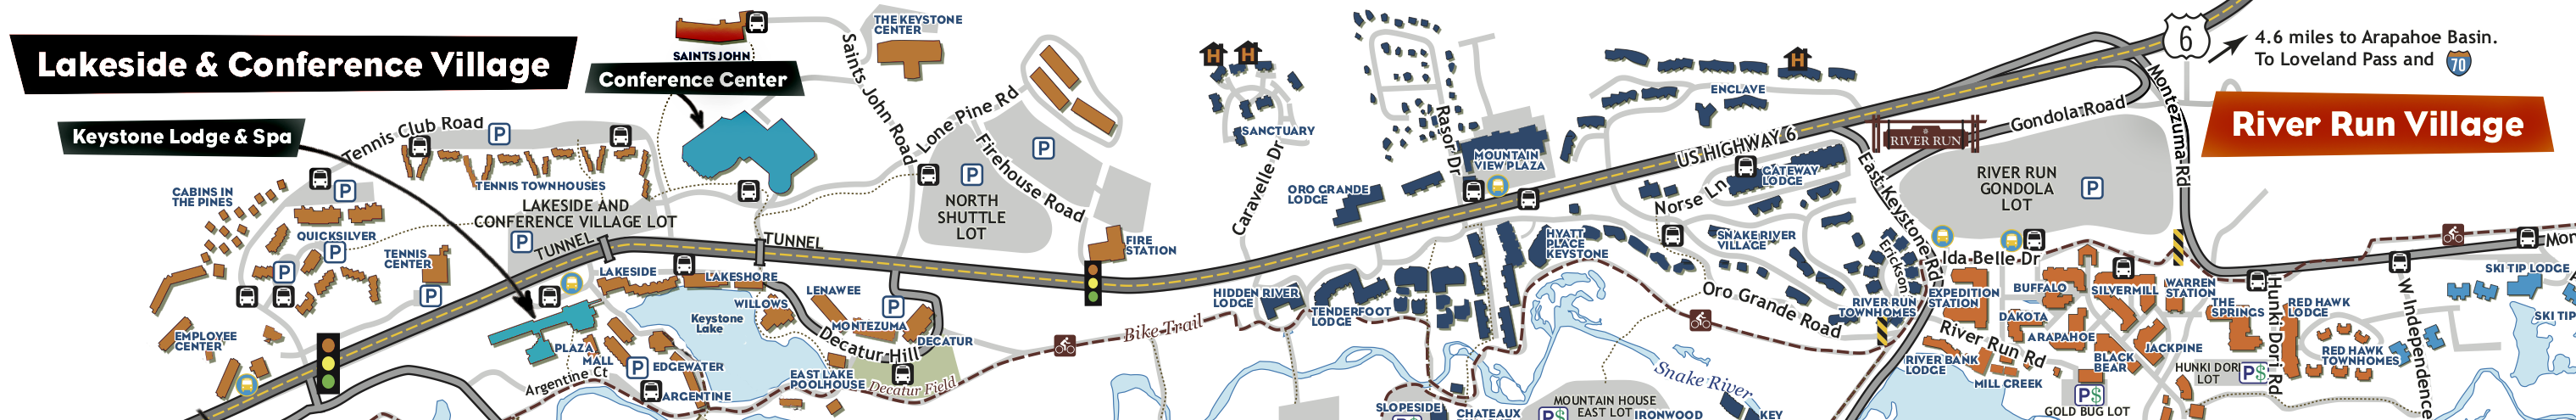 Lakeside & Conference Village
Keystone Lodge & Spa
Conference Center
SAINTS JOHN
THE KEYSTONE
CENTER
Saints John Road
Lone Pine Rd
Firehouse Road
Tennis Club Road
P
TENNIS TOWNHOUSES
CABINS IN
THE PINES
P
QUICKSILVER
P
P
LAKESIDE AND
CONFERENCE VILLAGE LOT
P
TUNNEL
TUNNEL
TENNIS
CENTER
P
EMPLOYEE
CENTER
LAKESIDE
LAKESHORE
Keystone
Lake
WILLOWS
LENAWEE
P
MONTEZUMA
DECATUR
Decatur Hill
PLAZA
MALL
Argentine Ct
P
EDGEWATER
ARGENTINE
EAST LAKE
POOLHOUSE
Decatur Field
P
P
NORTH
SHUTTLE
LOT
FIRE
STATION
Bike Trail
H
H
SANCTUARY
Caravelle Dr
HIDDEN RIVER
LODGE
TENDERFOOT
LODGE
ORO GRANDE
LODGE
Rasor Dr
MOUNTAIN
VIEW PLAZA
HYATT
PLACE
KEYSTONE
H
ENCLAVE
US HIGHWAY 6
Norse Ln
GATEWAY
LODGE
SNAKE RIVER
VILLAGE
Oro Grande Road
Snake River
SLOPESIDE
P$
CHATEAUX
MOUNTAIN HOUSE
EAST LOT
P$
IRONWOOD
KEY
RIVER RUN
East Keystone Rd
Erickson
RIVER RUN
TOWNHOMES
Gondola Road
RIVER RUN
GONDOLA
LOT
P
Montezuma Rd
6
4.6 miles to Arapahoe Basin.
To Loveland Pass and
70
River Run Village
Ida Belle Dr
EXPEDITION
STATION
BUFFALO
SILVERMILL
WARREN
STATION
DAKOTA
ARAPAHOE
THE
SPRINGS
RED HAWK
LODGE
River Run Rd
RIVER BANK
LODGE
MILL CREEK
BLACK
BEAR
JACKPINE
P$
GOLD BUG LOT
HUNKI DORI
LOT
P$
Hunki Dori Rd
RED HAWK
TOWNHOMES
W Independence
SKI TIP LODGE
SKI TIP
Mon